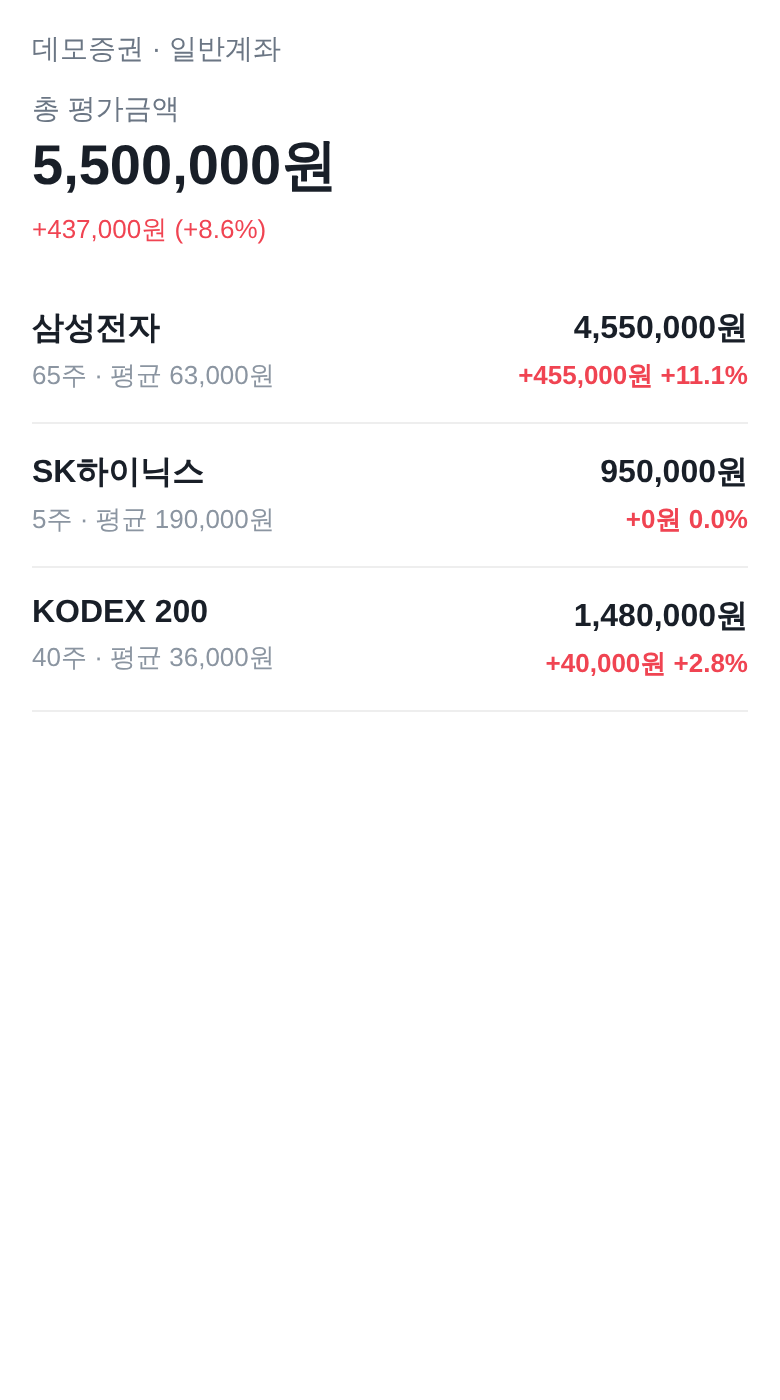 데모증권 · 일반계좌
총 평가금액
5,500,000원
+437,000원 (+8.6%)
삼성전자 4,550,000원
65주 · 평균 63,000원 +455,000원 +11.1%
SK하이닉스 950,000원
5주 · 평균 190,000원 +0원 0.0%
KODEX 200 1,480,000원
40주 · 평균 36,000원 +40,000원 +2.8%